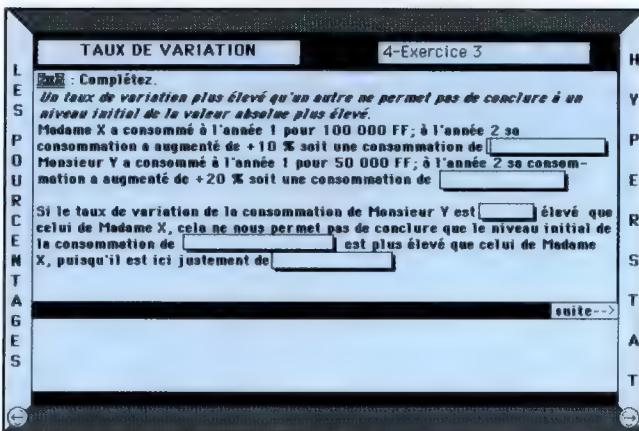 TAUX DE VARIATION
4-Exercice 3
LES POURCENTAGES
HYPERSTAT
: Complétez.
Un taux de variation plus élevé qu'un autre ne permet pas de conclure à un
niveau initial de la valeur absolue plus élevé.
Madame X a consommé à l'année 1 pour 100 000 FF; à l'année 2 sa
consommation a augmenté de +10 % soit une consommation de
Monsieur Y a consommé à l'année 1 pour 50 000 FF; à l'année 2 sa consom-
mation a augmenté de +20 % soit une consommation de
Si le taux de variation de la consommation de Monsieur Y est élevé que
celui de Madame X, cela ne nous permet pas de conclure que le niveau initial de
la consommation de est plus élevé que celui de Madame
X, puisqu'il est ici justement de
suite-->